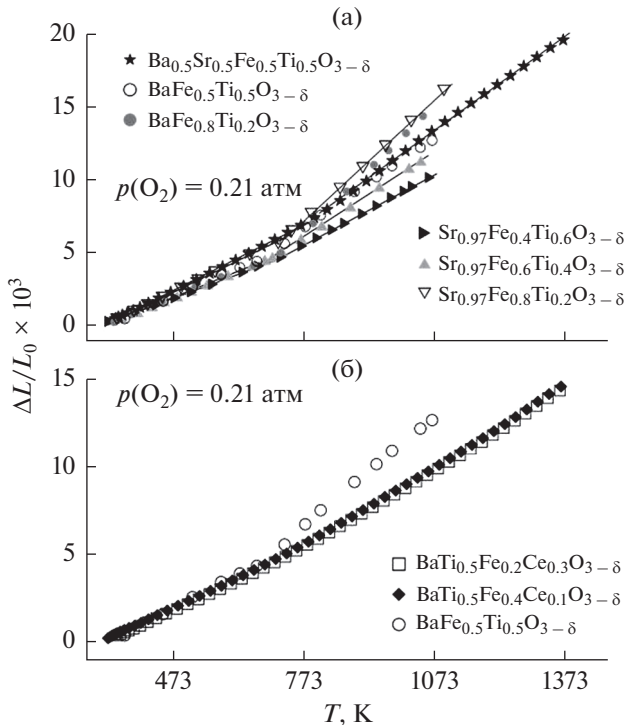 (а)
20
15
10
5
0
Ba₀.₅Sr₀.₅Fe₀.₅Ti₀.₅O₃ ₋ δ
BaFe₀.₅Ti₀.₅O₃ ₋ δ
BaFe₀.₈Ti₀.₂O₃ ₋ δ
p(O₂) = 0.21 атм
Sr₀.₉₇Fe₀.₄Ti₀.₆O₃ ₋ δ
Sr₀.₉₇Fe₀.₆Ti₀.₄O₃ ₋ δ
Sr₀.₉₇Fe₀.₈Ti₀.₂O₃ ₋ δ
ΔL/L₀ × 10³
(б)
15
10
5
0
p(O₂) = 0.21 атм
BaTi₀.₅Fe₀.₂Ce₀.₃O₃ ₋ δ
BaTi₀.₅Fe₀.₄Ce₀.₁O₃ ₋ δ
BaFe₀.₅Ti₀.₅O₃ ₋ δ
473 773 1073 1373
T, K